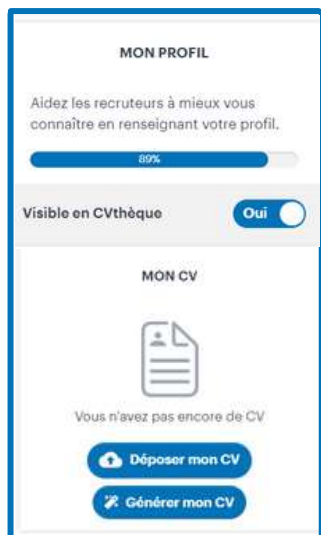 MON PROFIL
Aidez les recruteurs à mieux vous
connaître en renseignant votre profil.
89%
Visible en CVthèque
Oui
MON CV
Vous n'avez pas encore de CV
Déposer mon CV
Générer mon CV